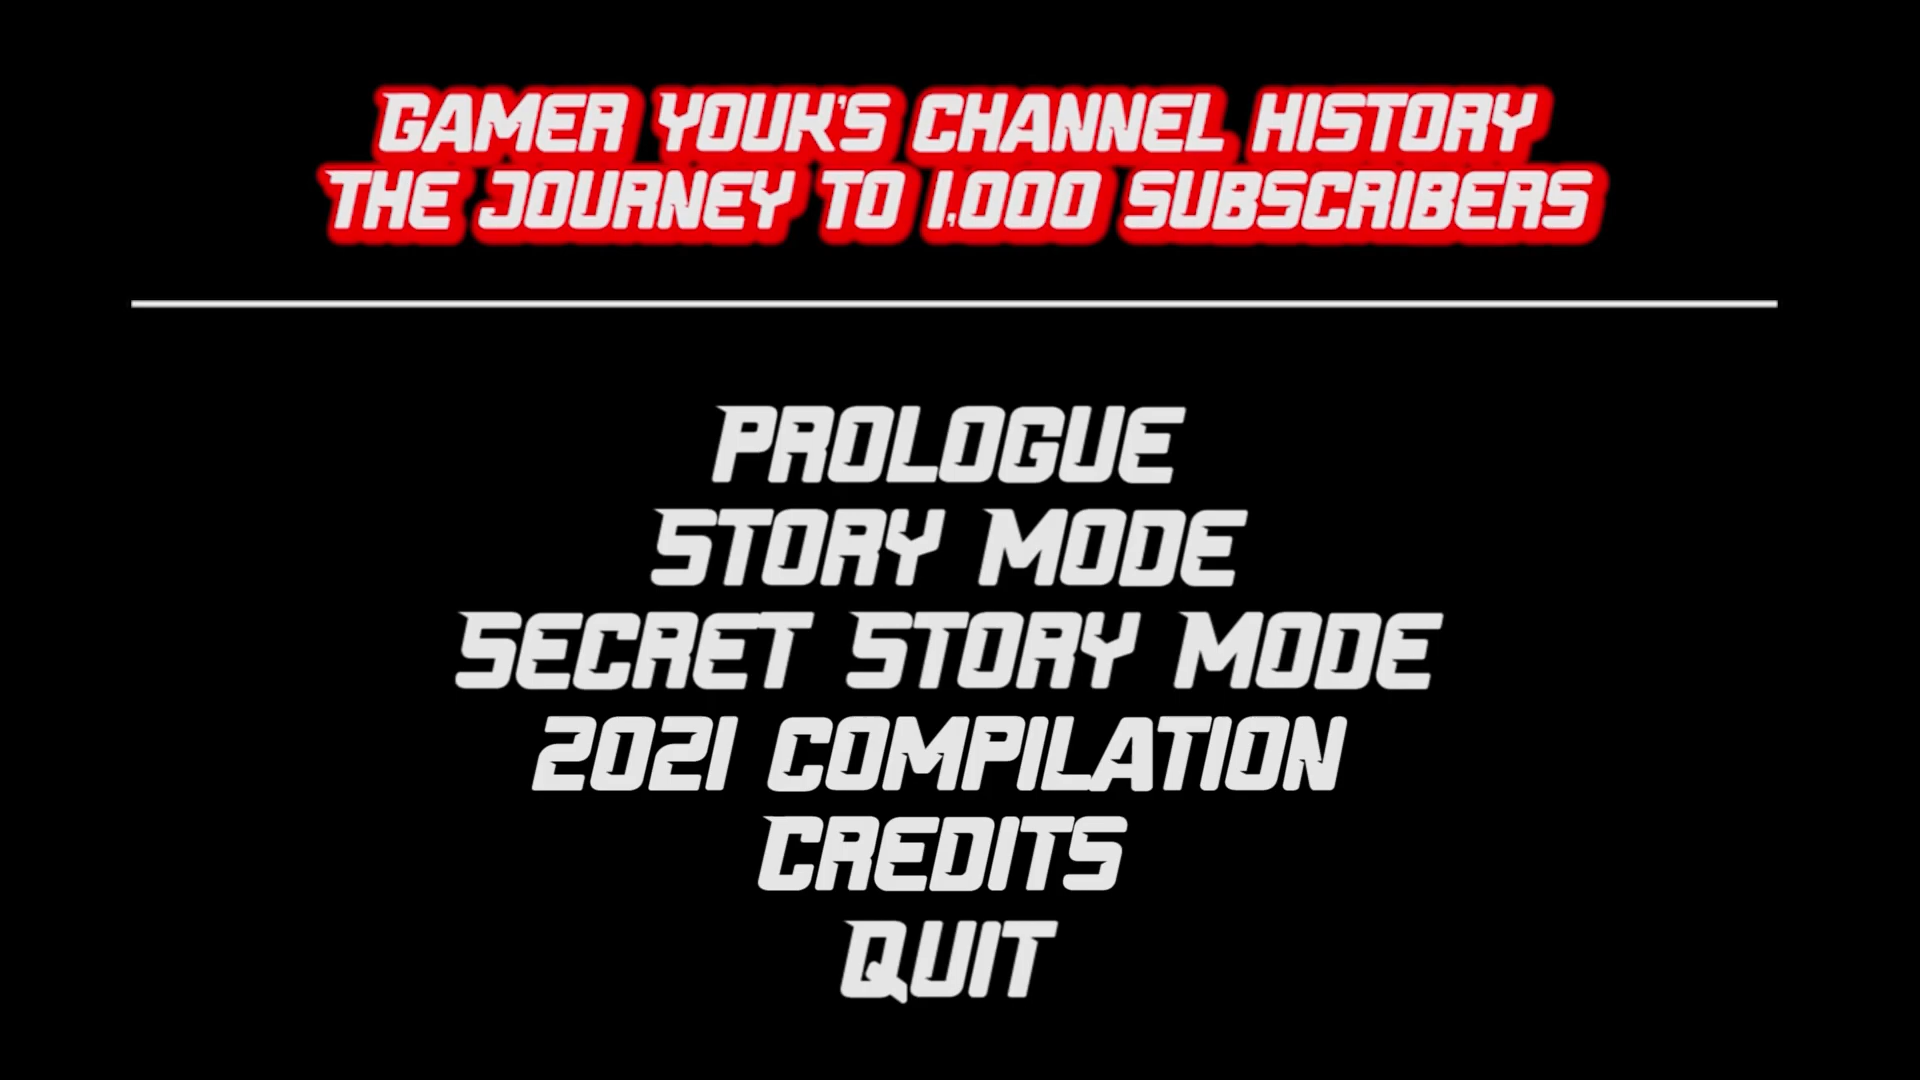 GAMER YOUK'S CHANNEL HISTORY
THE JOURNEY TO 1,000 SUBSCRIBERS
PROLOGUE
STORY MODE
SECRET STORY MODE
2021 COMPILATION
CREDITS
QUIT